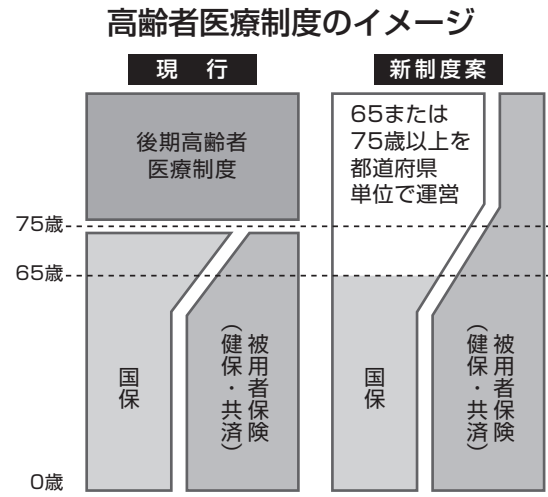 高齢者医療制度のイメージ
現 行
後期高齢者
医療制度
国保
被用者保険
（健保・共済）
新制度案
65または
75歳以上を
都道府県
単位で運営
国保
被用者保険
（健保・共済）
75歳
65歳
0歳